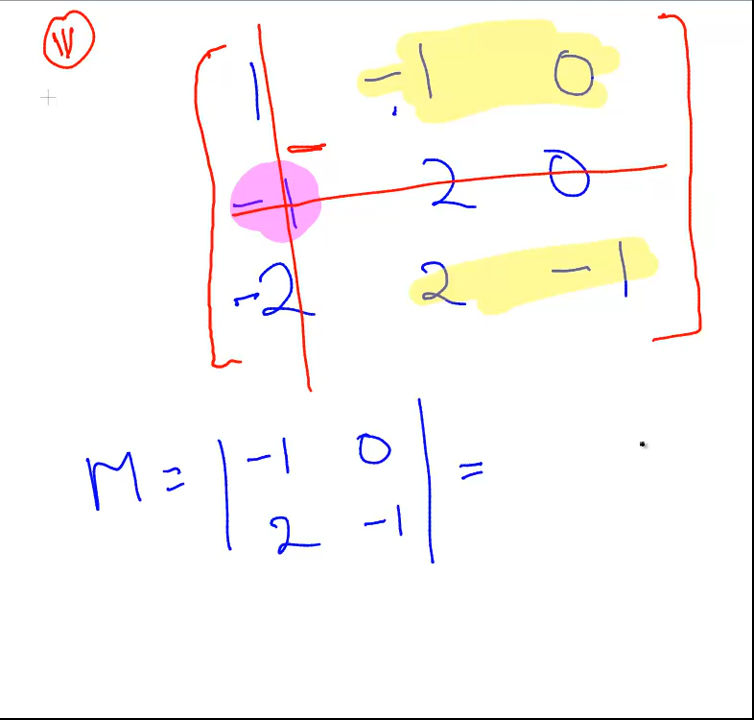 IV
1 -1 0
-1 2 0
-2 2 -1
M = | -1 0 | =
| 2 -1 |